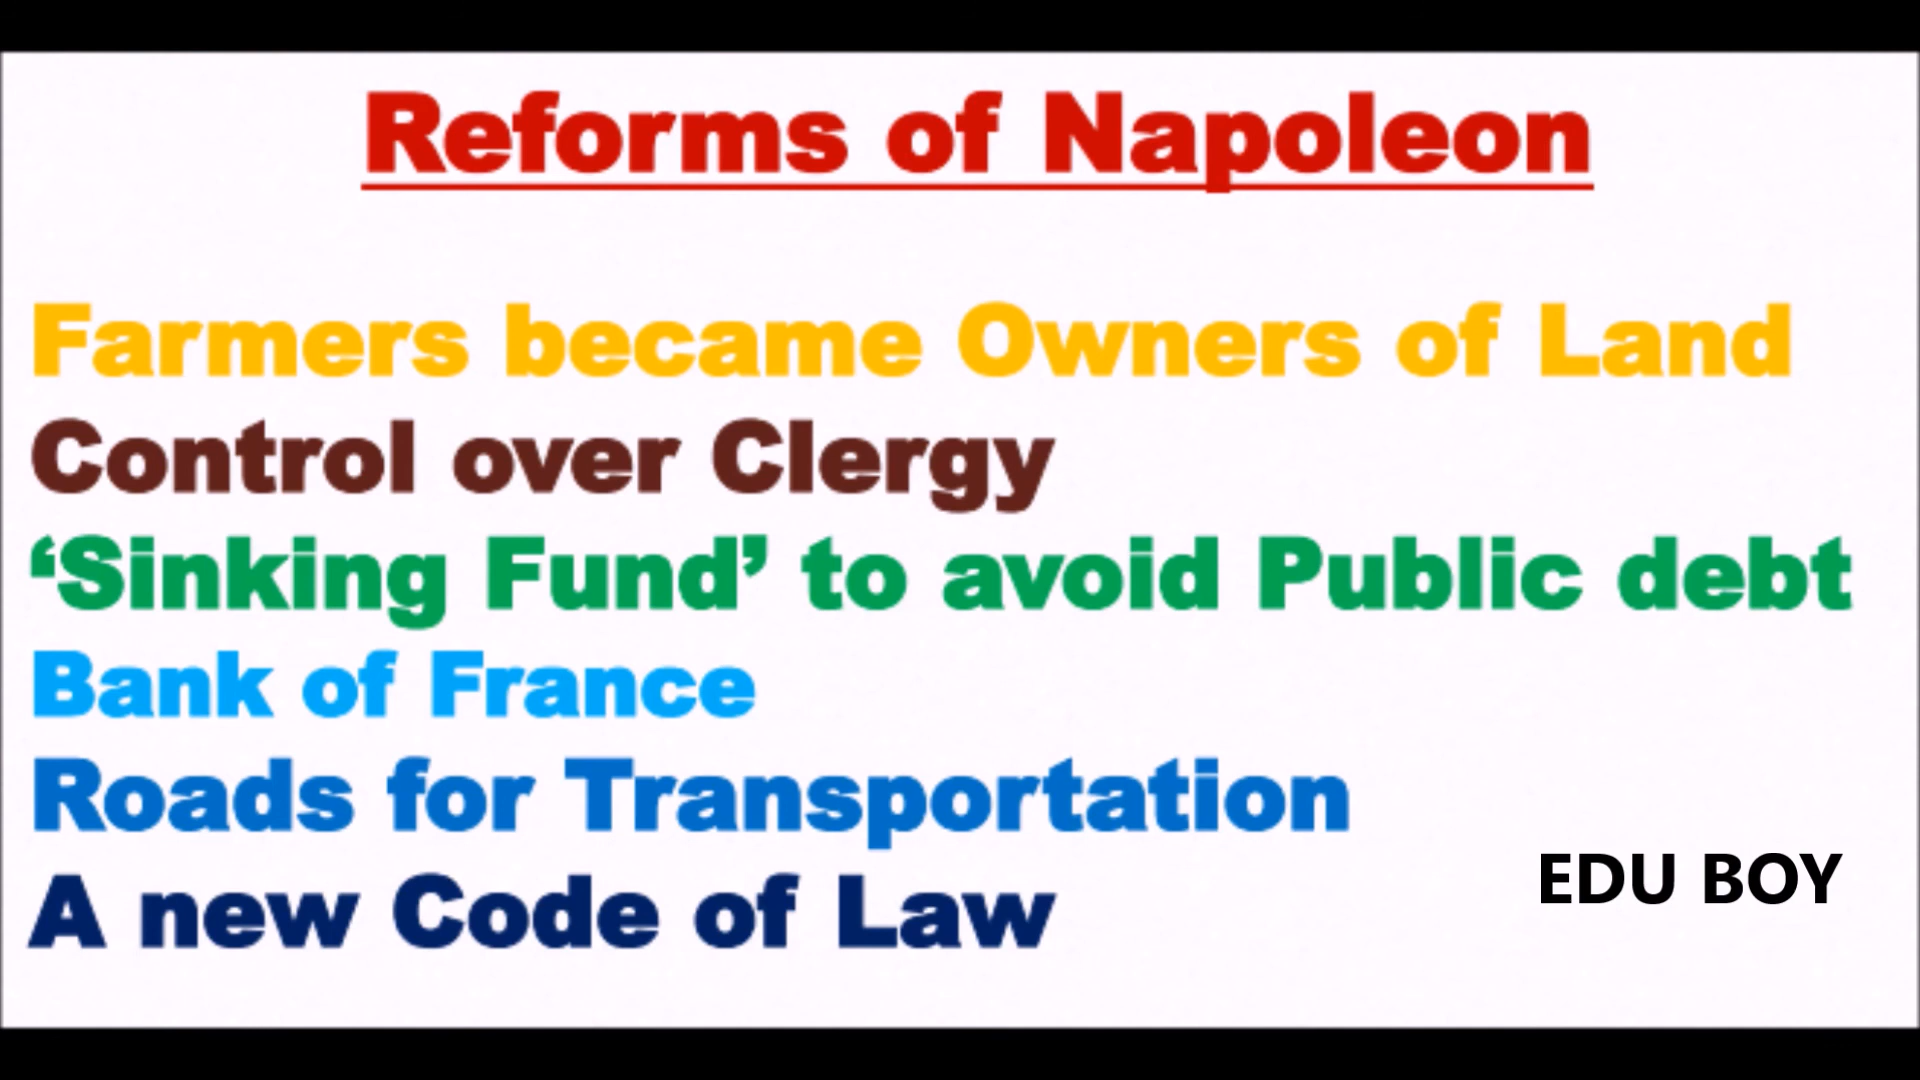 Reforms of Napoleon
Farmers became Owners of Land
Control over Clergy
‘Sinking Fund’ to avoid Public debt
Bank of France
Roads for Transportation
A new Code of Law
EDU BOY